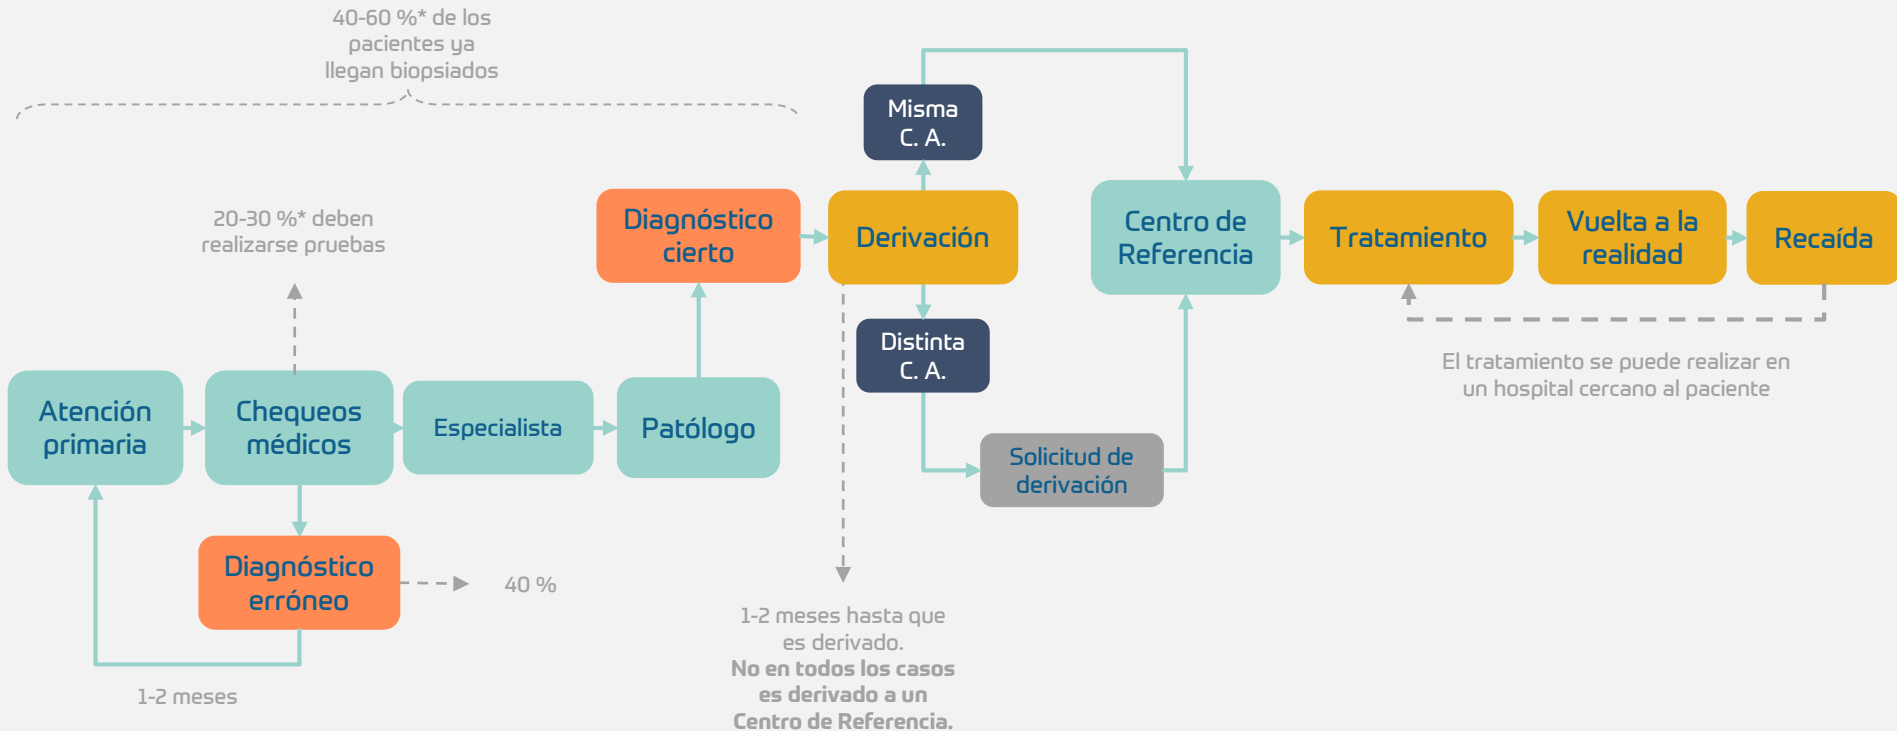 40-60 %* de los
pacientes ya
llegan biopsiados
Misma
C. A.
20-30 %* deben
realizarse pruebas
Diagnóstico
cierto
Derivación
Centro de
Referencia
Tratamiento
Vuelta a la
realidad
Recaída
Distinta
C. A.
El tratamiento se puede realizar en
un hospital cercano al paciente
Atención
primaria
Chequeos
médicos
Especialista
Patólogo
Solicitud de
derivación
Diagnóstico
erróneo
40 %
1-2 meses
1-2 meses hasta que
es derivado.
No en todos los casos
es derivado a un
Centro de Referencia.